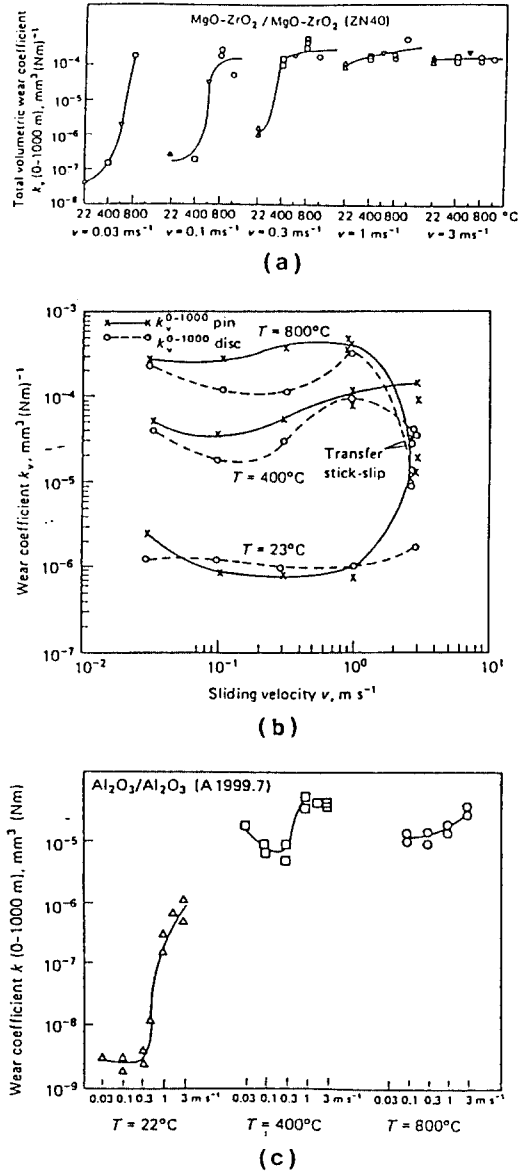 MgO-ZrO₂ / MgO-ZrO₂ (ZN40)
Total volumetric wear coefficient
kᵥ (0–1000 m), mm³ (Nm)⁻¹
10⁻⁴
10⁻⁵
10⁻⁶
10⁻⁷
10⁻⁸
22 400 800 22 400 800 22 400 800 22 400 800 22 400 800 °C
v = 0.03 ms⁻¹ v = 0.1 ms⁻¹ v = 0.3 ms⁻¹ v = 1 ms⁻¹ v = 3 ms⁻¹
(a)
Wear coefficient kᵥ, mm³ (Nm)⁻¹
10⁻³
10⁻⁴
10⁻⁵
10⁻⁶
10⁻⁷
kᵥ⁰⁻¹⁰⁰⁰ pin
kᵥ⁰⁻¹⁰⁰⁰ disc
T = 800°C
T = 400°C
Transfer
stick-slip
T = 23°C
10⁻² 10⁻¹ 10⁰ 10¹
Sliding velocity v, m s⁻¹
(b)
Al₂O₃/Al₂O₃ (A 1999.7)
Wear coefficient k (0–1000 m), mm³ (Nm)
10⁻⁵
10⁻⁶
10⁻⁷
10⁻⁸
10⁻⁹
0.03 0.1 0.3 1 3 ms⁻¹ 0.03 0.1 0.3 1 3 ms⁻¹ 0.03 0.1 0.3 1 3 ms⁻¹
T = 22°C T = 400°C T = 800°C
(c)